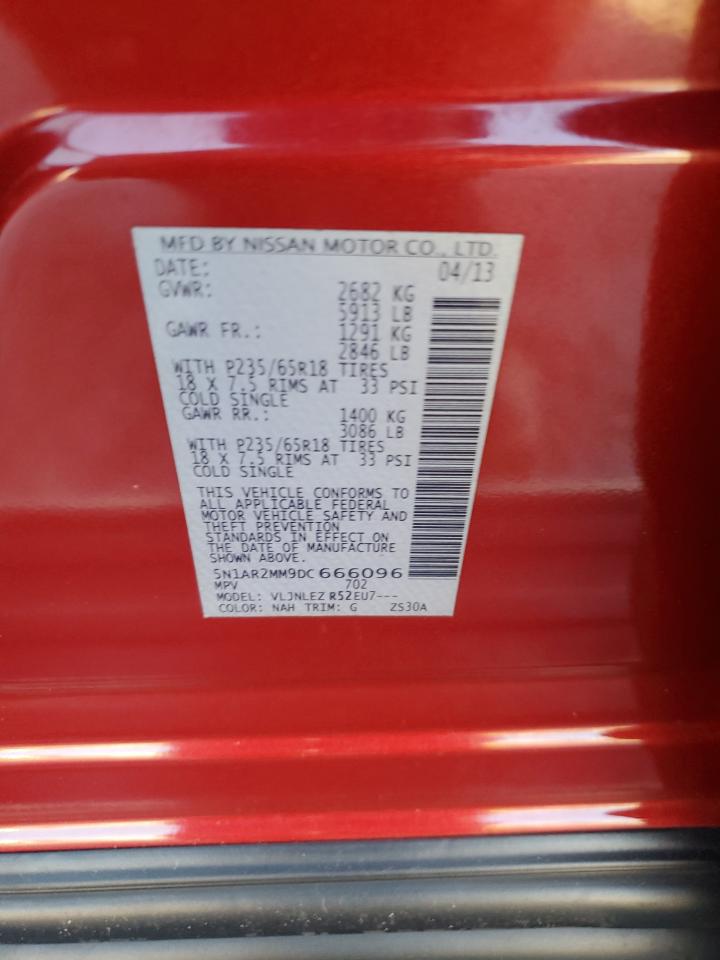 MFD BY NISSAN MOTOR CO., LTD.
DATE: 04/13
GVWR: 2682 KG
5913 LB
GAWR FR.: 1291 KG
2846 LB
WITH P235/65R18 TIRES
18 X 7.5 RIMS AT 33 PSI
COLD SINGLE
GAWR RR.: 1400 KG
3086 LB
WITH P235/65R18 TIRES
18 X 7.5 RIMS AT 33 PSI
COLD SINGLE
THIS VEHICLE CONFORMS TO
ALL APPLICABLE FEDERAL
MOTOR VEHICLE SAFETY AND
THEFT PREVENTION
STANDARDS IN EFFECT ON
THE DATE OF MANUFACTURE
SHOWN ABOVE.
5N1AR2MM9DC666096
MPV 702
MODEL: VLJNLEZ R52EU7---
COLOR: NAH TRIM: G ZS30A